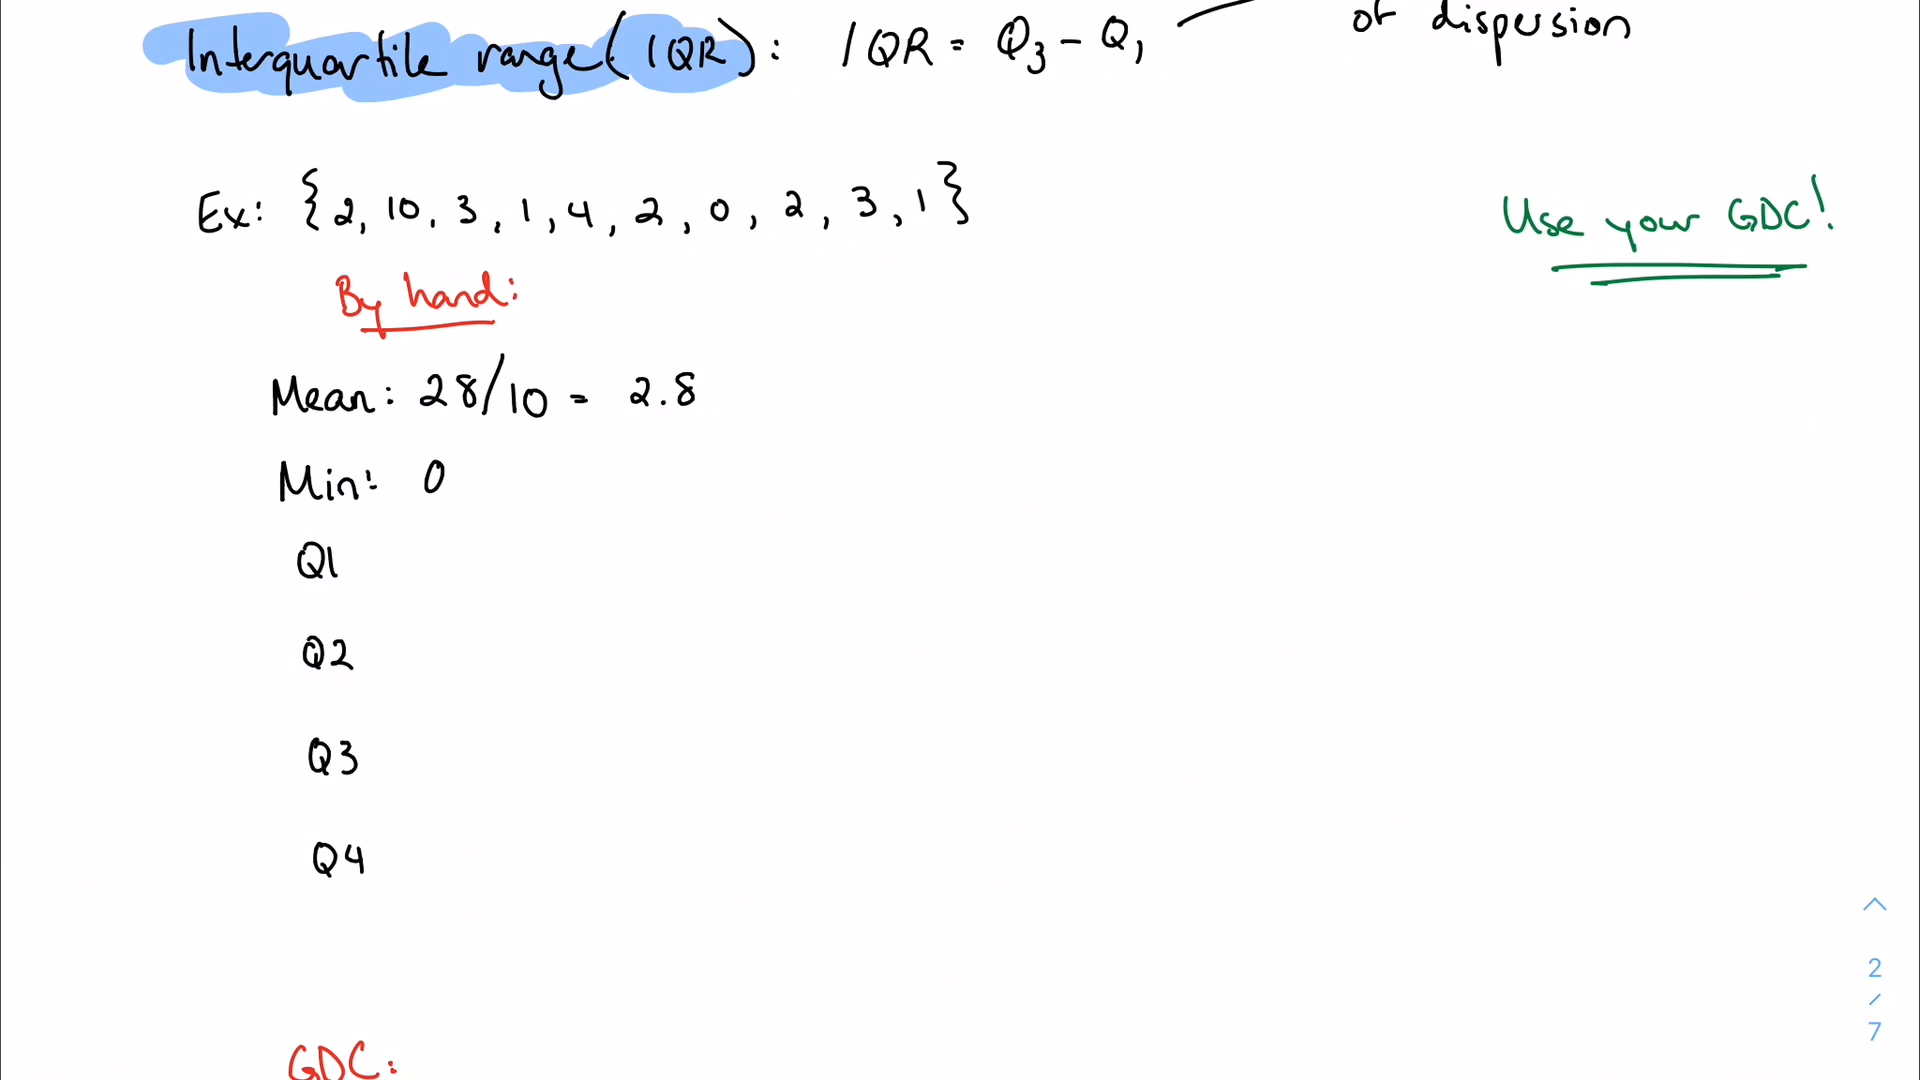 of dispersion
Interquartile range (IQR): IQR = Q3 - Q1
Ex: {2, 10, 3, 1, 4, 2, 0, 2, 3, 1}
Use your GDC!
By hand:
Mean: 28/10 = 2.8
Min: 0
Q1
Q2
Q3
Q4
GDC:
2
/
7